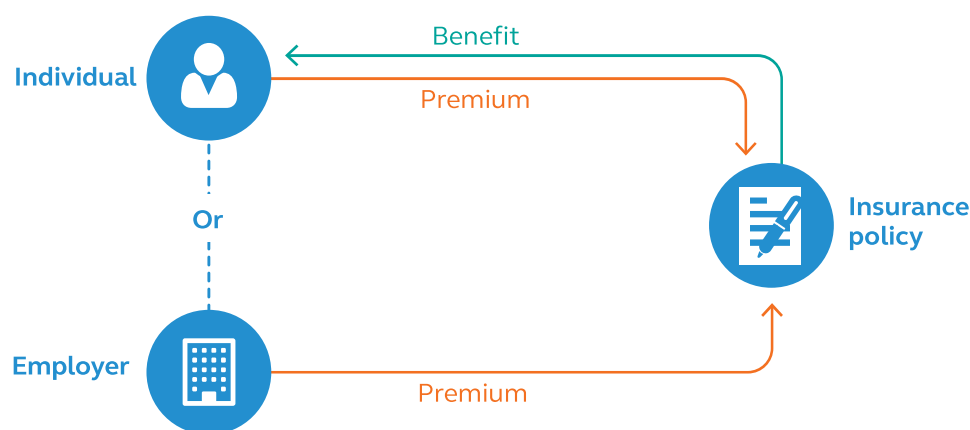 Benefit
Individual
Premium
Or
Insurance
policy
Employer
Premium